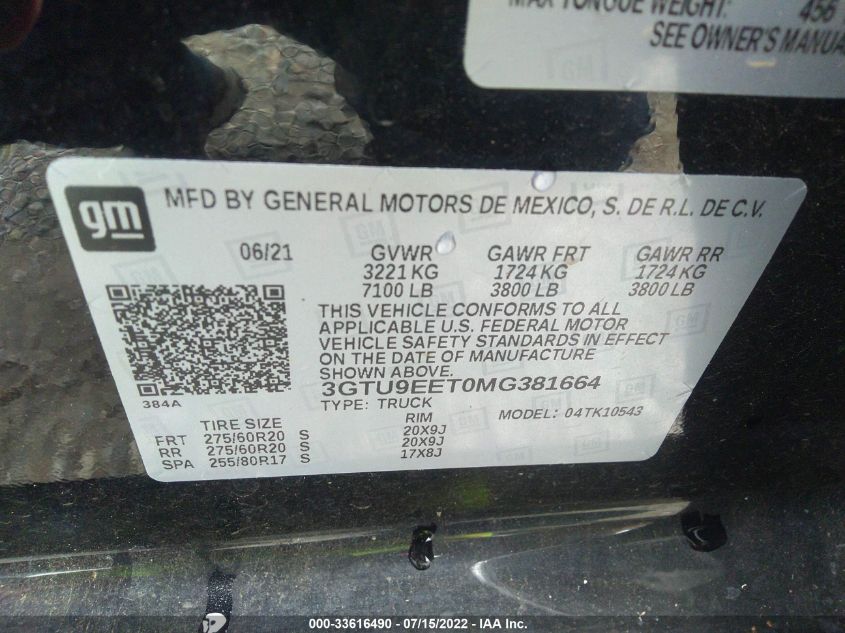 MAX TONGUE WEIGHT: 456
SEE OWNER'S MANUA
gm
MFD BY GENERAL MOTORS DE MEXICO, S. DE R.L. DE C.V.
06/21 GVWR GAWR FRT GAWR RR
3221 KG 1724 KG 1724 KG
7100 LB 3800 LB 3800 LB
THIS VEHICLE CONFORMS TO ALL
APPLICABLE U.S. FEDERAL MOTOR
VEHICLE SAFETY STANDARDS IN EFFECT
ON THE DATE OF MANUFACTURE
SHOWN ABOVE.
3GTU9EET0MG381664
384A TYPE: TRUCK MODEL: 04TK10543
TIRE SIZE RIM
FRT 275/60R20 S 20X9J
RR 275/60R20 S 20X9J
SPA 255/80R17 S 17X8J
000-33616490 - 07/15/2022 - IAA Inc.